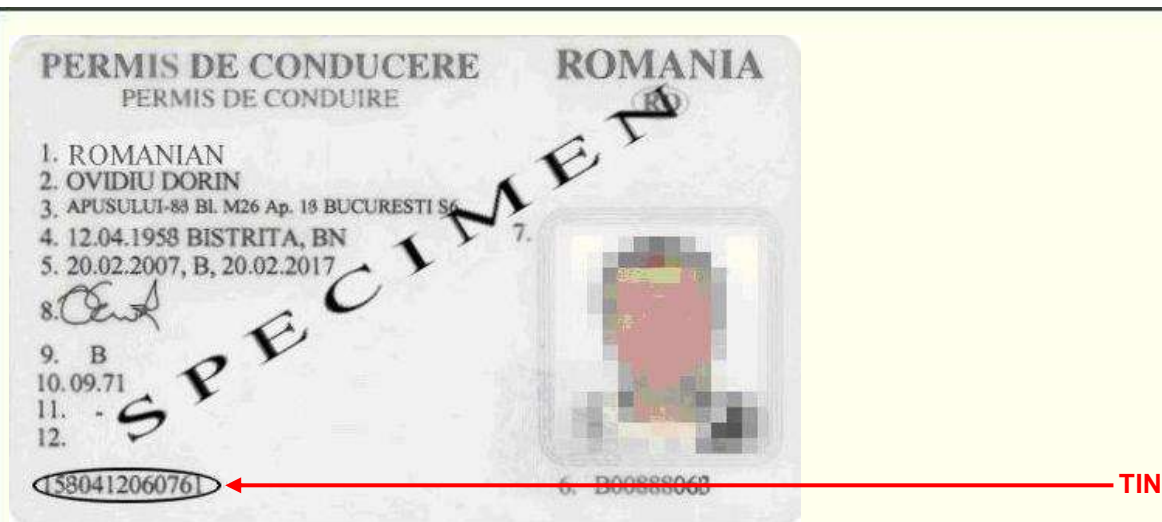 PERMIS DE CONDUCERE ROMANIA
PERMIS DE CONDUIRE RO
1. ROMANIAN
2. OVIDIU DORIN
3. APUSULUI-88 Bl. M26 Ap. 18 BUCURESTI S6
4. 12.04.1958 BISTRITA, BN
5. 20.02.2007, B, 20.02.2017
7.
8.
9. B
10. 09.71
11. -
12.
SPECIMEN
1580412060761
6. B00888063
TIN